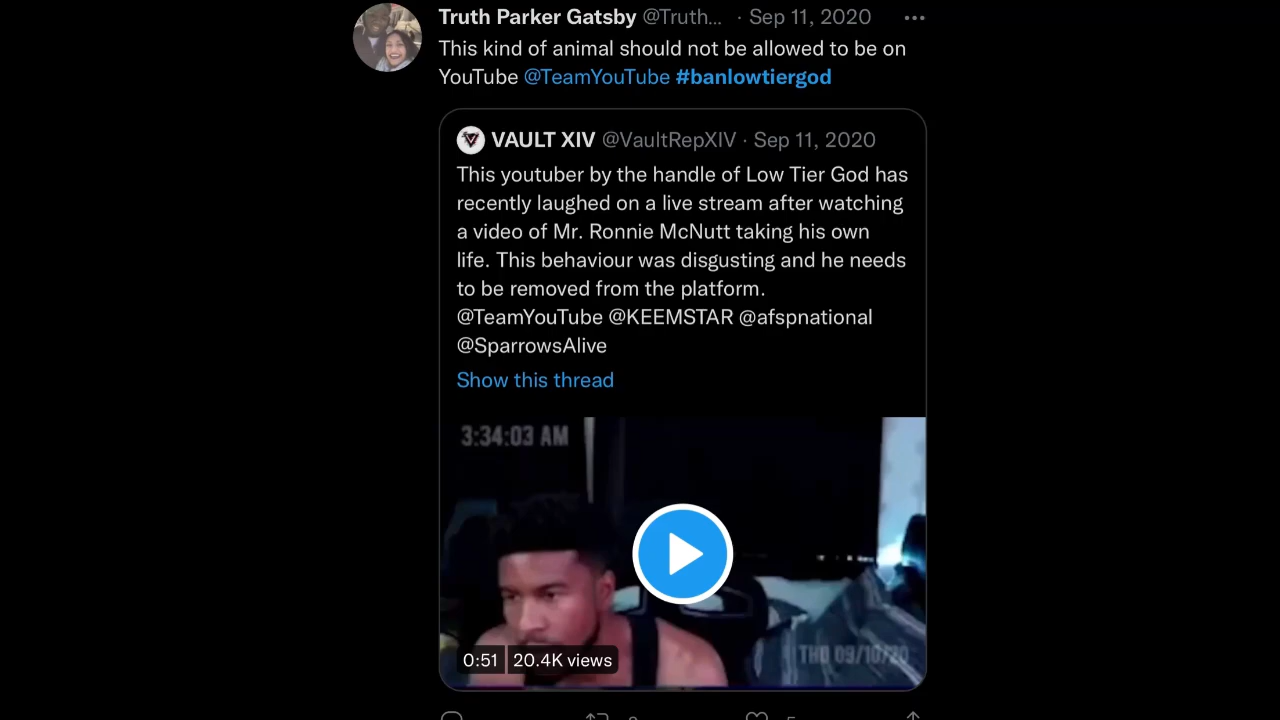 Truth Parker Gatsby @Truth... · Sep 11, 2020
This kind of animal should not be allowed to be on
YouTube @TeamYouTube #banlowtiergod
VAULT XIV @VaultRepXIV · Sep 11, 2020
This youtuber by the handle of Low Tier God has
recently laughed on a live stream after watching
a video of Mr. Ronnie McNutt taking his own
life. This behaviour was disgusting and he needs
to be removed from the platform.
@TeamYouTube @KEEMSTAR @afspnational
@SparrowsAlive
Show this thread
3:34:03 AM
THU 09/10/20
0:51 20.4K views